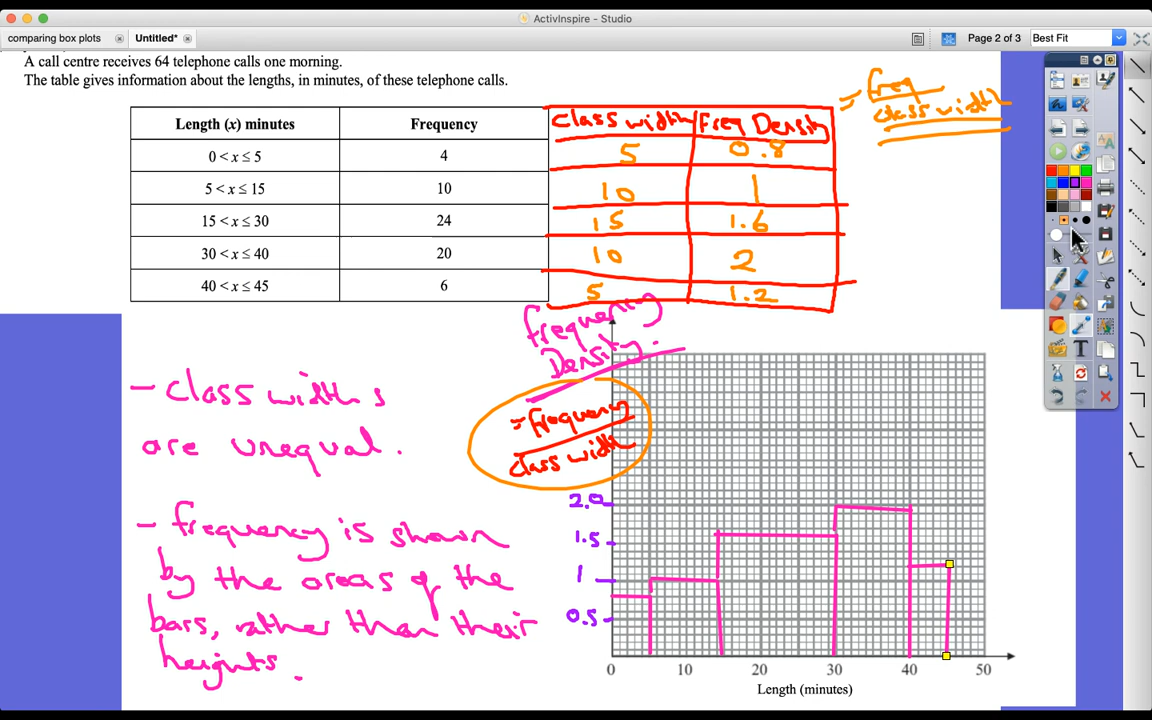 ActivInspire - Studio
comparing box plots
Untitled*
Page 2 of 3
Best Fit
A call centre receives 64 telephone calls one morning.
The table gives information about the lengths, in minutes, of these telephone calls.
= freq
class width
Length (x) minutes Frequency class width Freq Density
0 < x ≤ 5 4 5 0.8
5 < x ≤ 15 10 10 1
15 < x ≤ 30 24 15 1.6
30 < x ≤ 40 20 10 2
40 < x ≤ 45 6 5 1.2
frequency
Density.
= frequency
class width
- class widths
are unequal.
- frequency is shown
by the areas of the
bars, rather than their
heights.
2.0
1.5
1
0.5
0 10 20 30 40 50
Length (minutes)